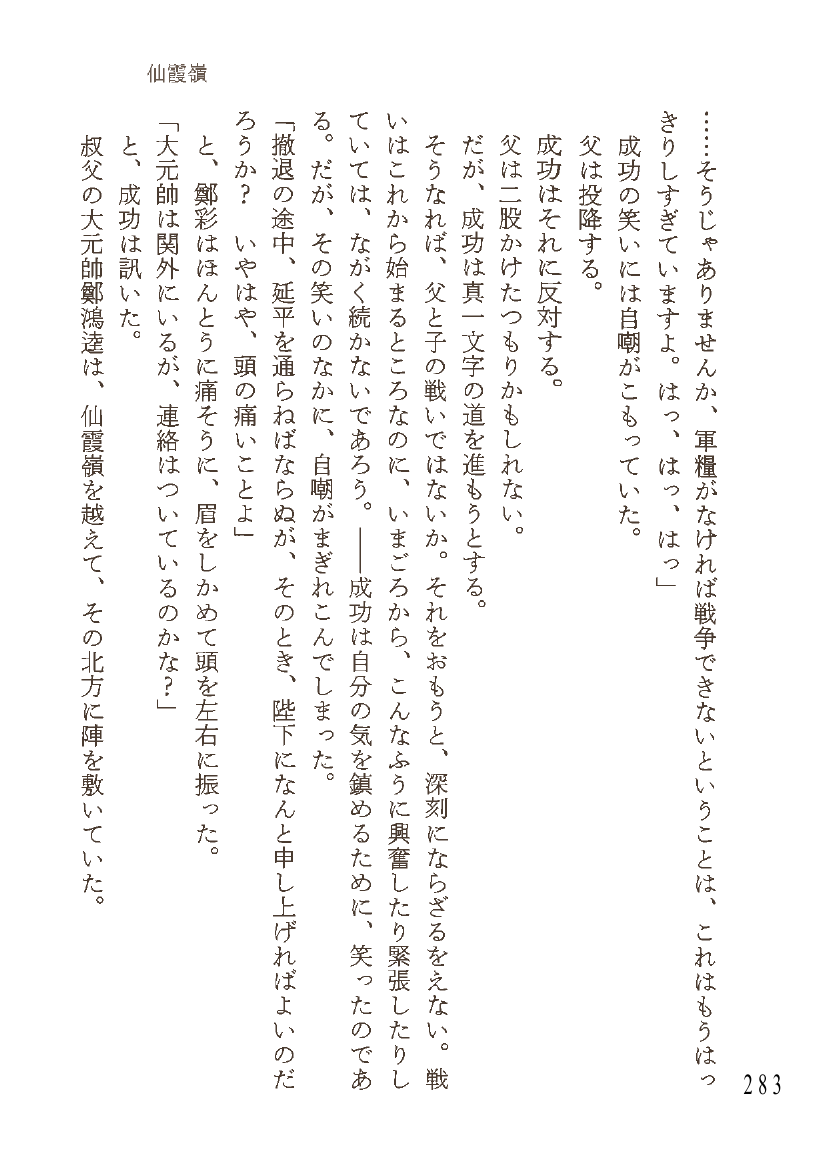 仙霞嶺
……そうじゃありませんか、軍糧がなければ戦争できないということは、これはもうはっ
きりしすぎていますよ。はっ、はっ、はっ」
成功の笑いには自嘲がこもっていた。
父は投降する。
成功はそれに反対する。
父は二股かけたつもりかもしれない。
だが、成功は真一文字の道を進もうとする。
そうなれば、父と子の戦いではないか。それをおもうと、深刻にならざるをえない。戦
いはこれから始まるところなのに、いまごろから、こんなふうに興奮したり緊張したりし
ていては、ながく続かないであろう。――成功は自分の気を鎮めるために、笑ったのであ
る。だが、その笑いのなかに、自嘲がまぎれこんでしまった。
「撤退の途中、延平を通らねばならぬが、そのとき、陛下になんと申し上げればよいのだ
ろうか？　いやはや、頭の痛いことよ」
と、鄭彩はほんとうに痛そうに、眉をしかめて頭を左右に振った。
「大元帥は関外にいるが、連絡はついているのかな？」
と、成功は訊いた。
叔父の大元帥鄭鴻逵は、仙霞嶺を越えて、その北方に陣を敷いていた。
283